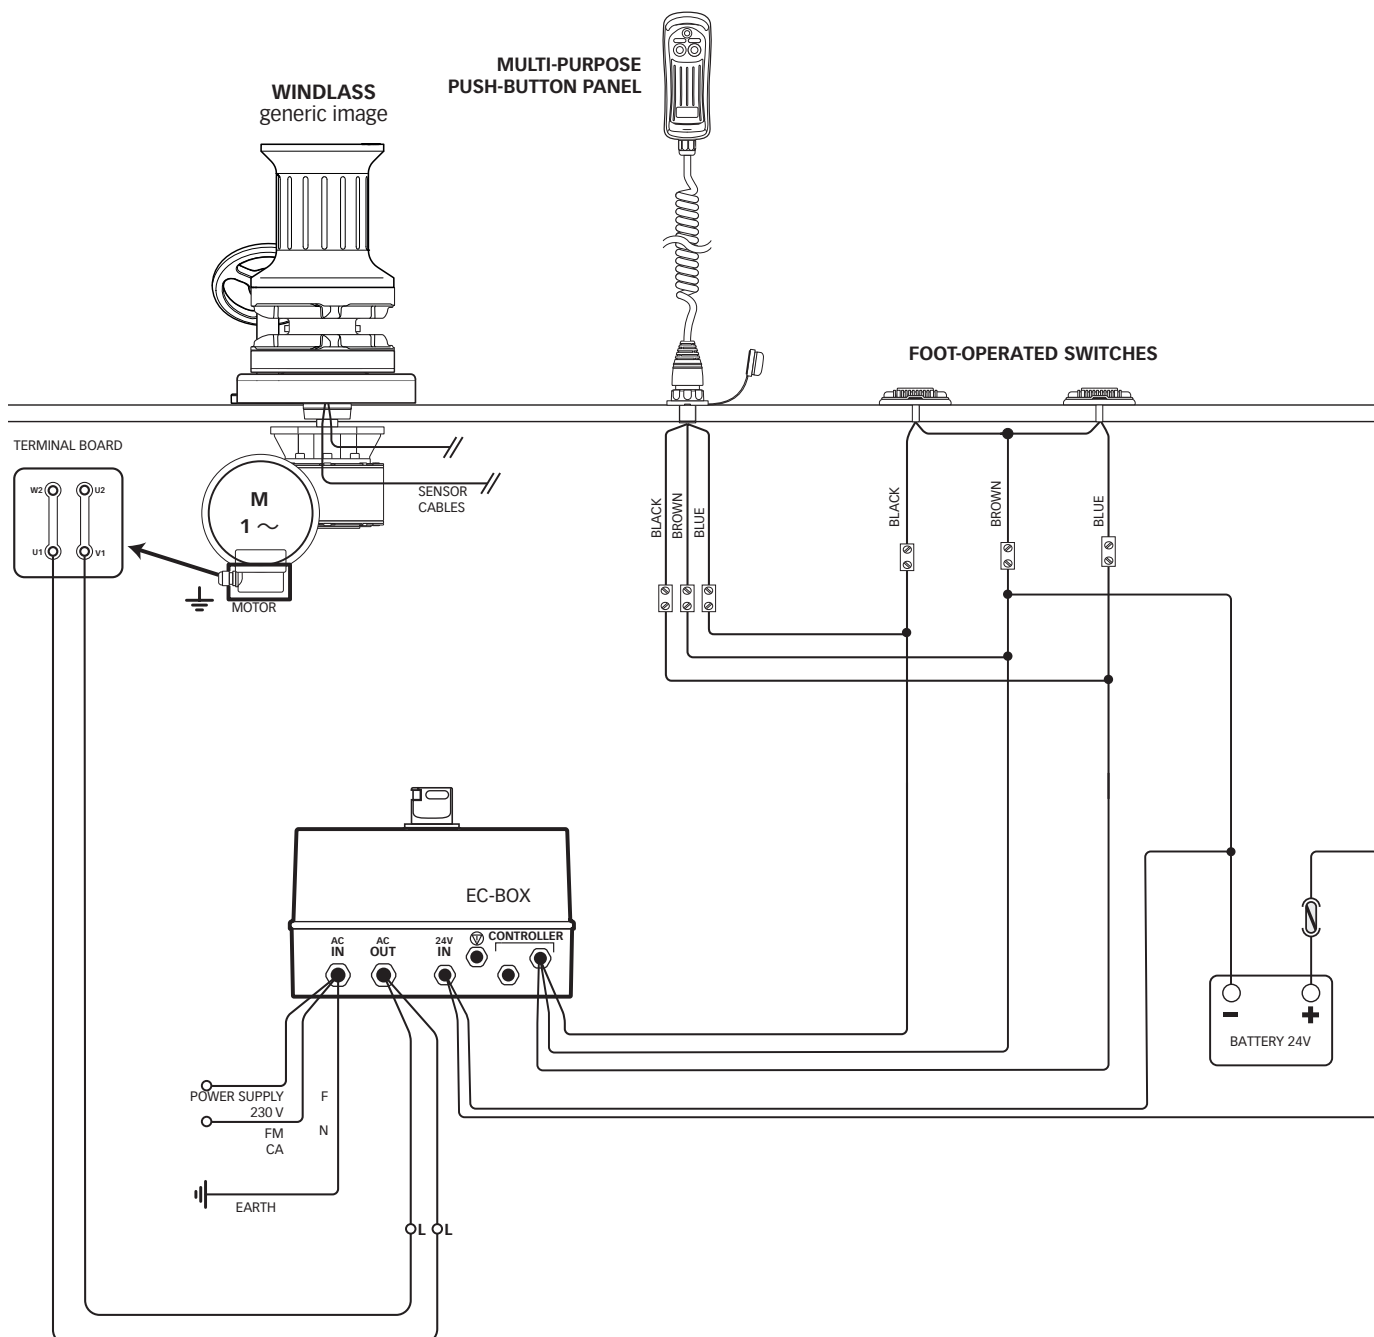 MULTI-PURPOSE
PUSH-BUTTON PANEL
WINDLASS
generic image
FOOT-OPERATED SWITCHES
TERMINAL BOARD
W2
U2
U1
V1
M
1 ~
SENSOR
CABLES
MOTOR
BLACK
BROWN
BLUE
BLACK
BROWN
BLUE
EC-BOX
AC
IN
AC
OUT
24V
IN
CONTROLLER
BATTERY 24V
- +
POWER SUPPLY
230 V
FM
CA
F
N
EARTH
L
L